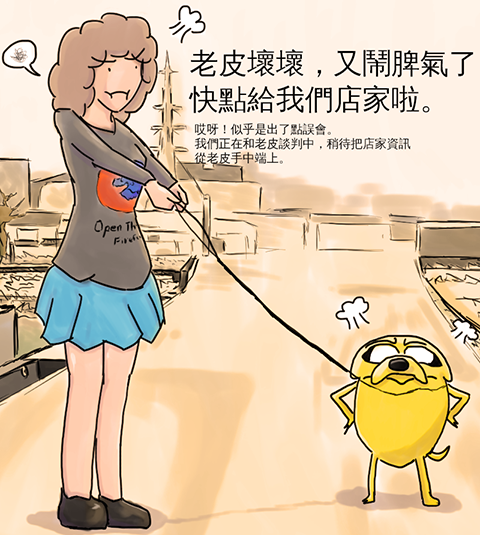 老皮壞壞，又鬧脾氣了
快點給我們店家啦。
哎呀！似乎是出了點誤會。
我們正在和老皮談判中，稍待把店家資訊
從老皮手中端上。
Open The